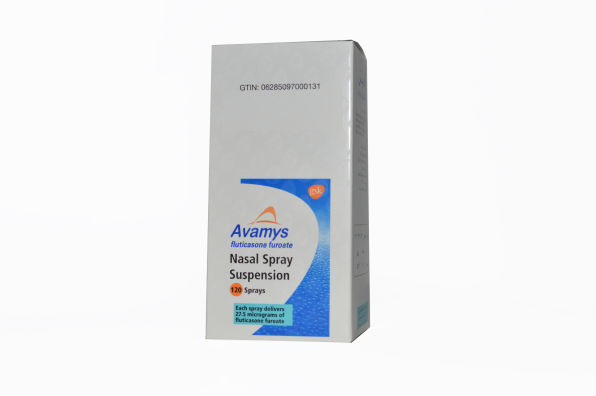 GTIN: 06285097000131
gsk
Avamys
fluticasone furoate
Nasal Spray
Suspension
120 Sprays
Each spray delivers
27.5 micrograms of
fluticasone furoate